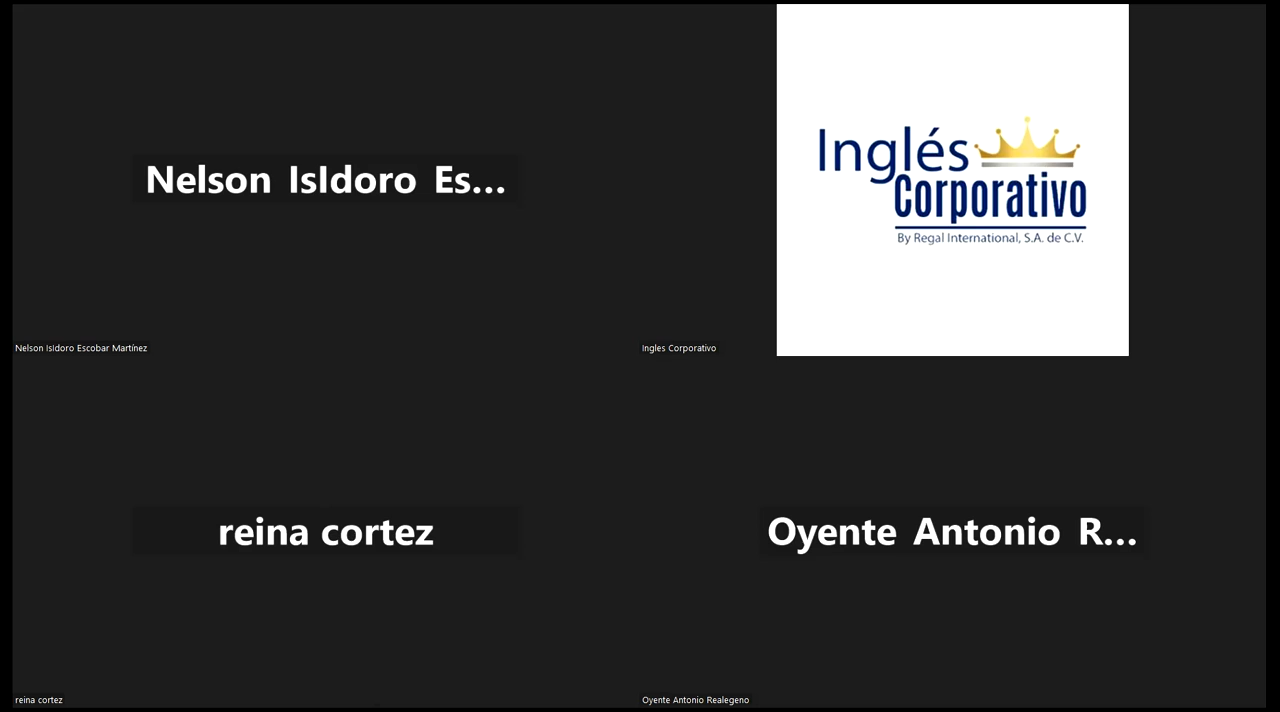 Nelson IsIdoro Es...
Nelson IsIdoro Escobar Martínez
Inglés
Corporativo
By Regal International, S.A. de C.V.
Ingles Corporativo
reina cortez
reina cortez
Oyente Antonio R...
Oyente Antonio Realegeno